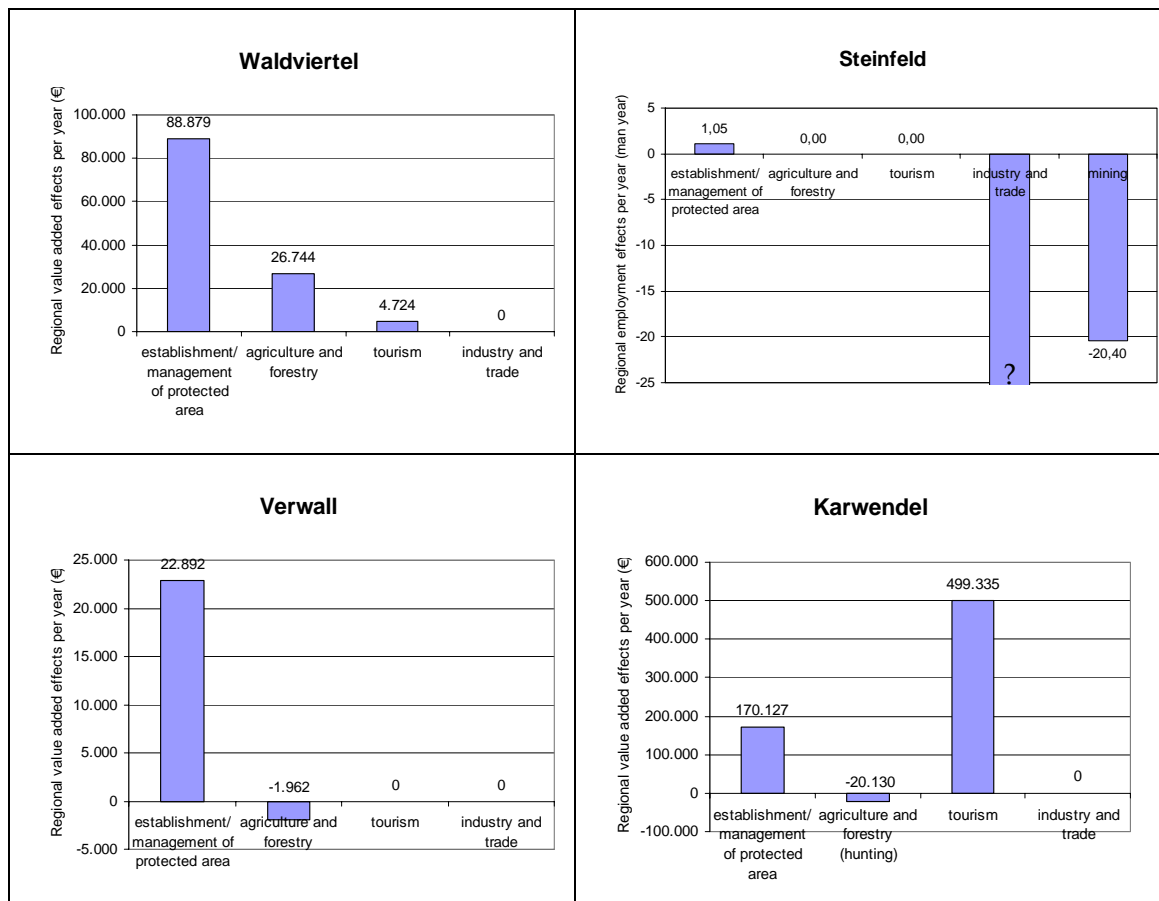 Waldviertel
Regional value added effects per year (€)
100.000
80.000
60.000
40.000
20.000
0
88.879
26.744
4.724
0
establishment/
management
of protected
area
agriculture and
forestry
tourism
industry and
trade
Steinfeld
Regional employment effects per year (man year)
5
0
-5
-10
-15
-20
-25
1,05
0,00
0,00
?
-20,40
establishment/
management of
protected area
agriculture and
forestry
tourism
industry and
trade
mining
Verwall
Regional value added effects per year (€)
25.000
20.000
15.000
10.000
5.000
0
-5.000
22.892
-1.962
0
0
establishment/
management of
protected area
agriculture and
forestry
tourism
industry and
trade
Karwendel
Regional value added effects per year (€)
600.000
500.000
400.000
300.000
200.000
100.000
0
-100.000
170.127
-20.130
499.335
0
establishment/
management
of protected
area
agriculture and
forestry
(hunting)
tourism
industry and
trade